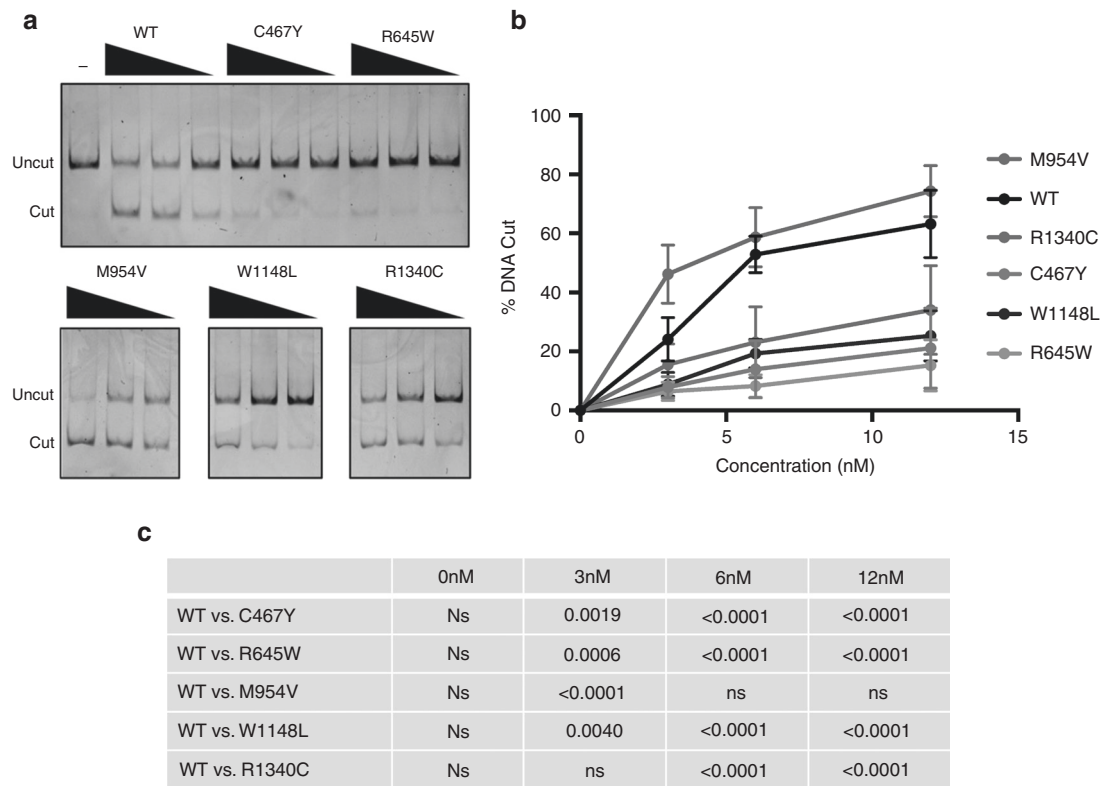 a
WT
C467Y
R645W
–
Uncut
Cut
M954V
W1148L
R1340C
Uncut
Cut
b
100
80
60
40
20
0
% DNA Cut
0
5
10
15
Concentration (nM)
M954V
WT
R1340C
C467Y
W1148L
R645W
c
0nM 3nM 6nM 12nM
WT vs. C467Y Ns 0.0019 <0.0001 <0.0001
WT vs. R645W Ns 0.0006 <0.0001 <0.0001
WT vs. M954V Ns <0.0001 ns ns
WT vs. W1148L Ns 0.0040 <0.0001 <0.0001
WT vs. R1340C Ns ns <0.0001 <0.0001